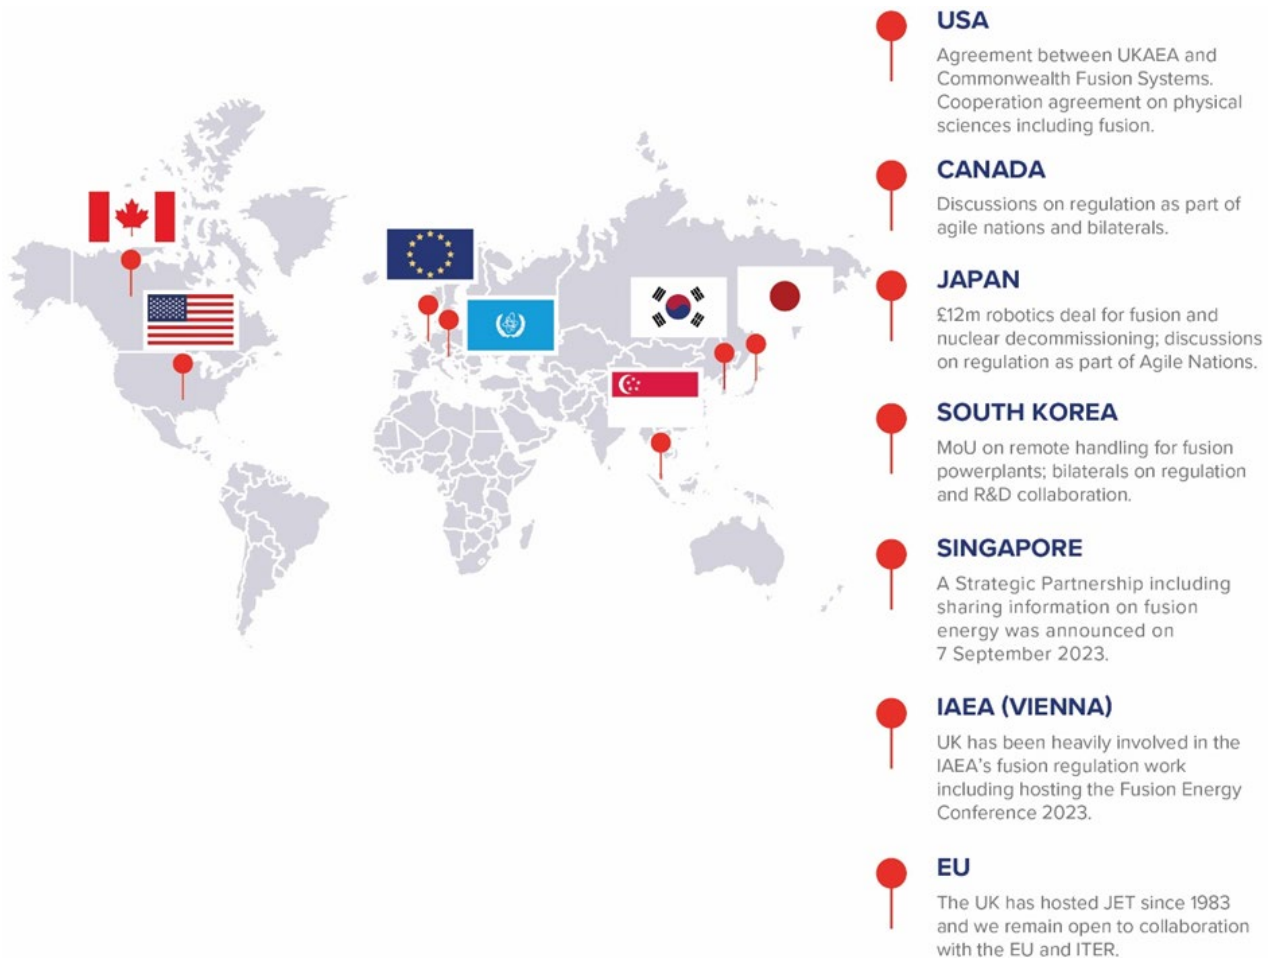 USA
Agreement between UKAEA and
Commonwealth Fusion Systems.
Cooperation agreement on physical
sciences including fusion.
CANADA
Discussions on regulation as part of
agile nations and bilaterals.
JAPAN
£12m robotics deal for fusion and
nuclear decommissioning; discussions
on regulation as part of Agile Nations.
SOUTH KOREA
MoU on remote handling for fusion
powerplants; bilaterals on regulation
and R&D collaboration.
SINGAPORE
A Strategic Partnership including
sharing information on fusion
energy was announced on
7 September 2023.
IAEA (VIENNA)
UK has been heavily involved in the
IAEA's fusion regulation work
including hosting the Fusion Energy
Conference 2023.
EU
The UK has hosted JET since 1983
and we remain open to collaboration
with the EU and ITER.